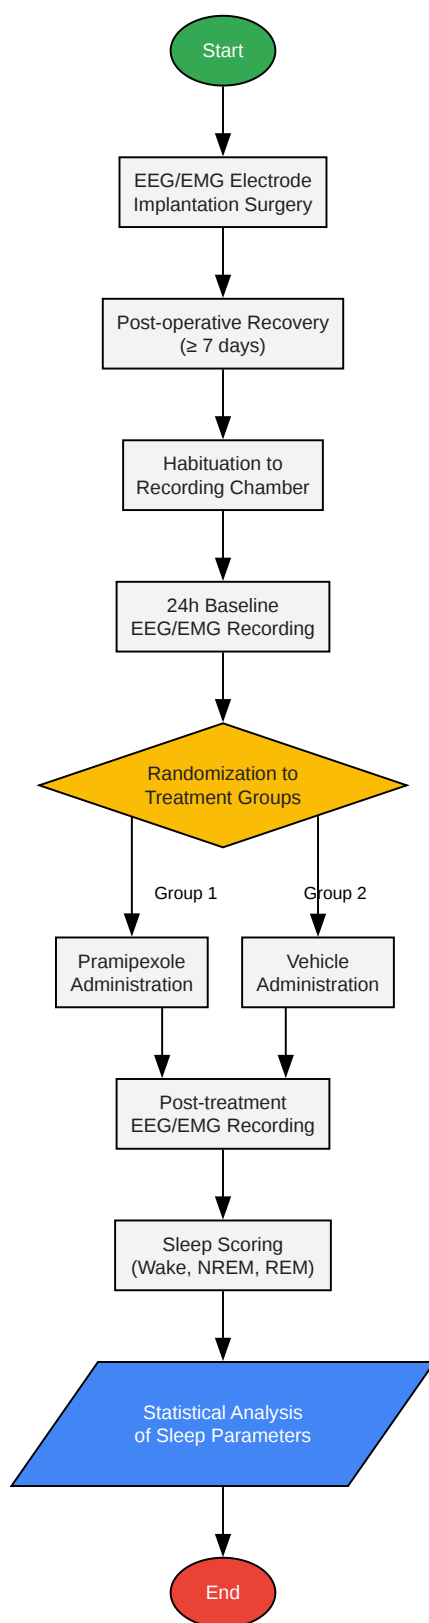 Start
EEG/EMG Electrode
Implantation Surgery
Post-operative Recovery
(≥ 7 days)
Habituation to
Recording Chamber
24h Baseline
EEG/EMG Recording
Randomization to
Treatment Groups
Group 1
Group 2
Pramipexole
Administration
Vehicle
Administration
Post-treatment
EEG/EMG Recording
Sleep Scoring
(Wake, NREM, REM)
Statistical Analysis
of Sleep Parameters
End